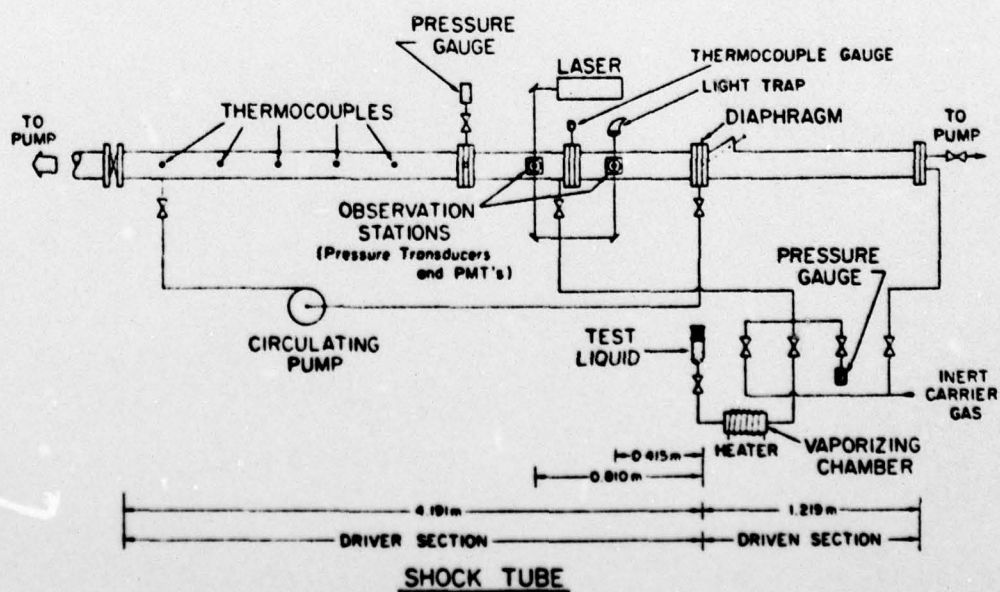 PRESSURE
GAUGE
THERMOCOUPLE GAUGE
LASER
LIGHT TRAP
THERMOCOUPLES
DIAPHRAGM
TO
PUMP
TO
PUMP
OBSERVATION
STATIONS
(Pressure Transducers
and PMT's)
PRESSURE
GAUGE
CIRCULATING
PUMP
TEST
LIQUID
INERT
CARRIER
GAS
HEATER
VAPORIZING
CHAMBER
0.415m
0.810m
4.191m
1.219m
DRIVER SECTION
DRIVEN SECTION
SHOCK TUBE